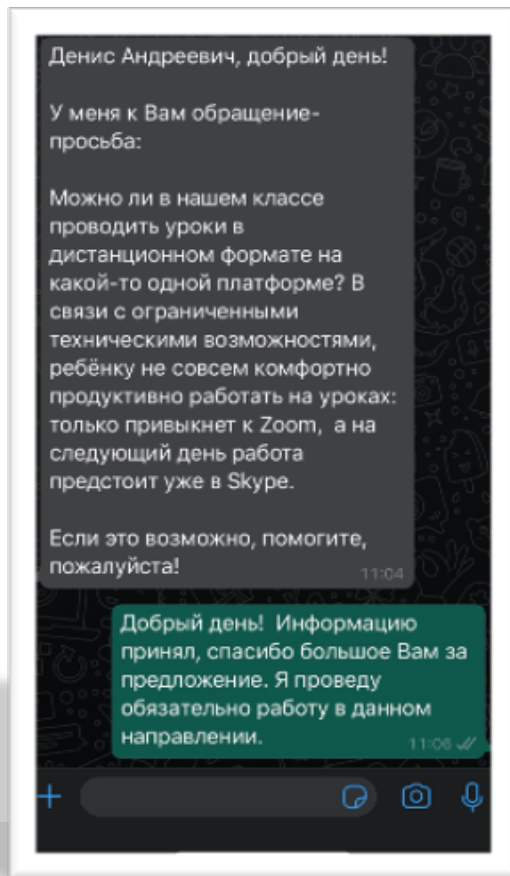 Денис Андреевич, добрый день!
У меня к Вам обращение-
просьба:
Можно ли в нашем классе
проводить уроки в
дистанционном формате на
какой-то одной платформе? В
связи с ограниченными
техническими возможностями,
ребёнку не совсем комфортно
продуктивно работать на уроках:
только привыкнет к Zoom, а на
следующий день работа
предстоит уже в Skype.
Если это возможно, помогите,
пожалуйста!
11:04
Добрый день! Информацию
принял, спасибо большое Вам за
предложение. Я проведу
обязательно работу в данном
направлении.
11:06